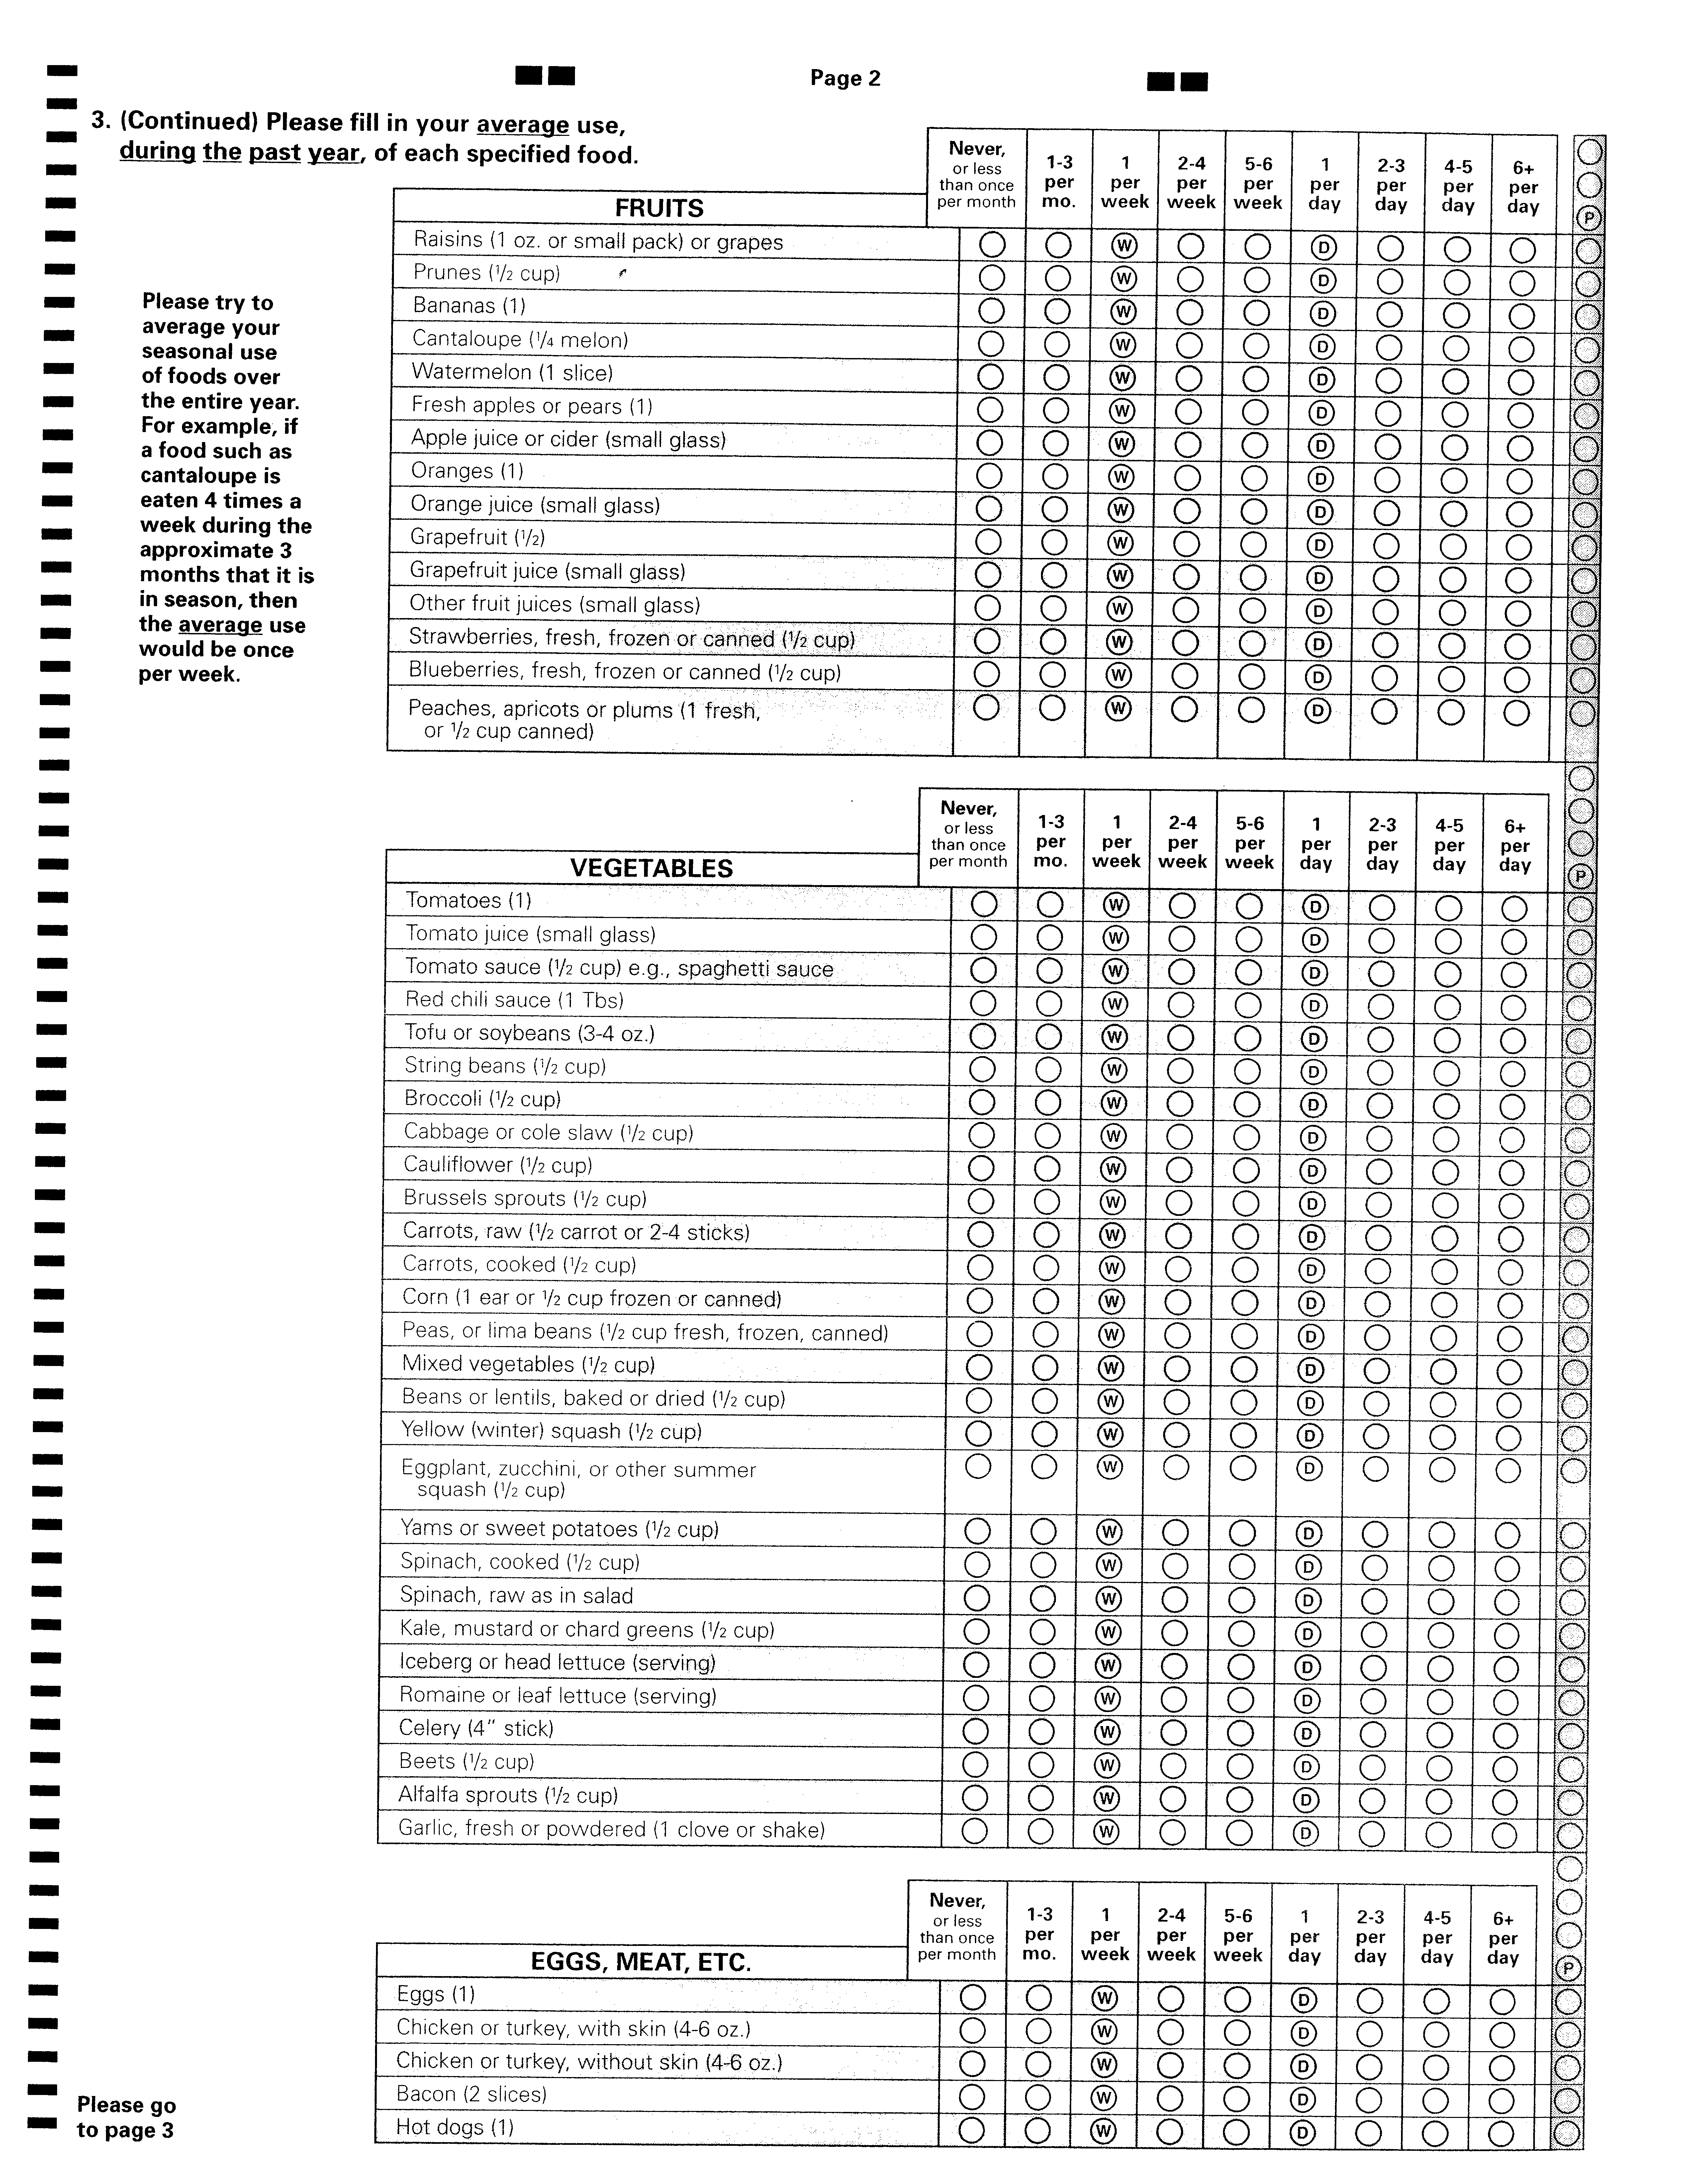 Page 2
3. (Continued) Please fill in your average use,
during the past year, of each specified food.
Please try to
average your
seasonal use
of foods over
the entire year.
For example, if
a food such as
cantaloupe is
eaten 4 times a
week during the
approximate 3
months that it is
in season, then
the average use
would be once
per week.
FRUITS
Never, or less than once per month
1-3 per mo.
1 per week
2-4 per week
5-6 per week
1 per day
2-3 per day
4-5 per day
6+ per day
P
Raisins (1 oz. or small pack) or grapes W D
Prunes (1/2 cup) W D
Bananas (1) W D
Cantaloupe (1/4 melon) W D
Watermelon (1 slice) W D
Fresh apples or pears (1) W D
Apple juice or cider (small glass) W D
Oranges (1) W D
Orange juice (small glass) W D
Grapefruit (1/2) W D
Grapefruit juice (small glass) W D
Other fruit juices (small glass) W D
Strawberries, fresh, frozen or canned (1/2 cup) W D
Blueberries, fresh, frozen or canned (1/2 cup) W D
Peaches, apricots or plums (1 fresh, W D
or 1/2 cup canned)
VEGETABLES
Never, or less than once per month
1-3 per mo.
1 per week
2-4 per week
5-6 per week
1 per day
2-3 per day
4-5 per day
6+ per day
P
Tomatoes (1) W D
Tomato juice (small glass) W D
Tomato sauce (1/2 cup) e.g., spaghetti sauce W D
Red chili sauce (1 Tbs) W D
Tofu or soybeans (3-4 oz.) W D
String beans (1/2 cup) W D
Broccoli (1/2 cup) W D
Cabbage or cole slaw (1/2 cup) W D
Cauliflower (1/2 cup) W D
Brussels sprouts (1/2 cup) W D
Carrots, raw (1/2 carrot or 2-4 sticks) W D
Carrots, cooked (1/2 cup) W D
Corn (1 ear or 1/2 cup frozen or canned) W D
Peas, or lima beans (1/2 cup fresh, frozen, canned) W D
Mixed vegetables (1/2 cup) W D
Beans or lentils, baked or dried (1/2 cup) W D
Yellow (winter) squash (1/2 cup) W D
Eggplant, zucchini, or other summer W D
squash (1/2 cup)
Yams or sweet potatoes (1/2 cup) W D
Spinach, cooked (1/2 cup) W D
Spinach, raw as in salad W D
Kale, mustard or chard greens (1/2 cup) W D
Iceberg or head lettuce (serving) W D
Romaine or leaf lettuce (serving) W D
Celery (4" stick) W D
Beets (1/2 cup) W D
Alfalfa sprouts (1/2 cup) W D
Garlic, fresh or powdered (1 clove or shake) W D
EGGS, MEAT, ETC.
Never, or less than once per month
1-3 per mo.
1 per week
2-4 per week
5-6 per week
1 per day
2-3 per day
4-5 per day
6+ per day
P
Eggs (1) W D
Chicken or turkey, with skin (4-6 oz.) W D
Chicken or turkey, without skin (4-6 oz.) W D
Bacon (2 slices) W D
Hot dogs (1) W D
Please go
to page 3